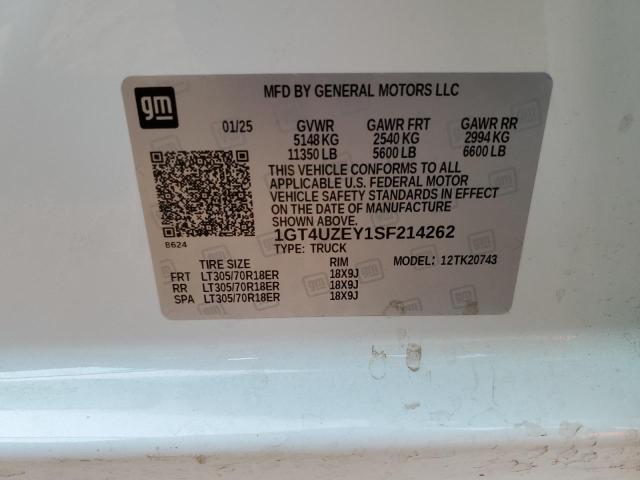 gm
MFD BY GENERAL MOTORS LLC
01/25 GVWR GAWR FRT GAWR RR
5148 KG 2540 KG 2994 KG
11350 LB 5600 LB 6600 LB
THIS VEHICLE CONFORMS TO ALL
APPLICABLE U.S. FEDERAL MOTOR
VEHICLE SAFETY STANDARDS IN EFFECT
ON THE DATE OF MANUFACTURE
SHOWN ABOVE.
8624
1GT4UZEY1SF214262
TYPE: TRUCK
TIRE SIZE RIM MODEL: 12TK20743
FRT LT305/70R18ER 18X9J
RR LT305/70R18ER 18X9J
SPA LT305/70R18ER 18X9J